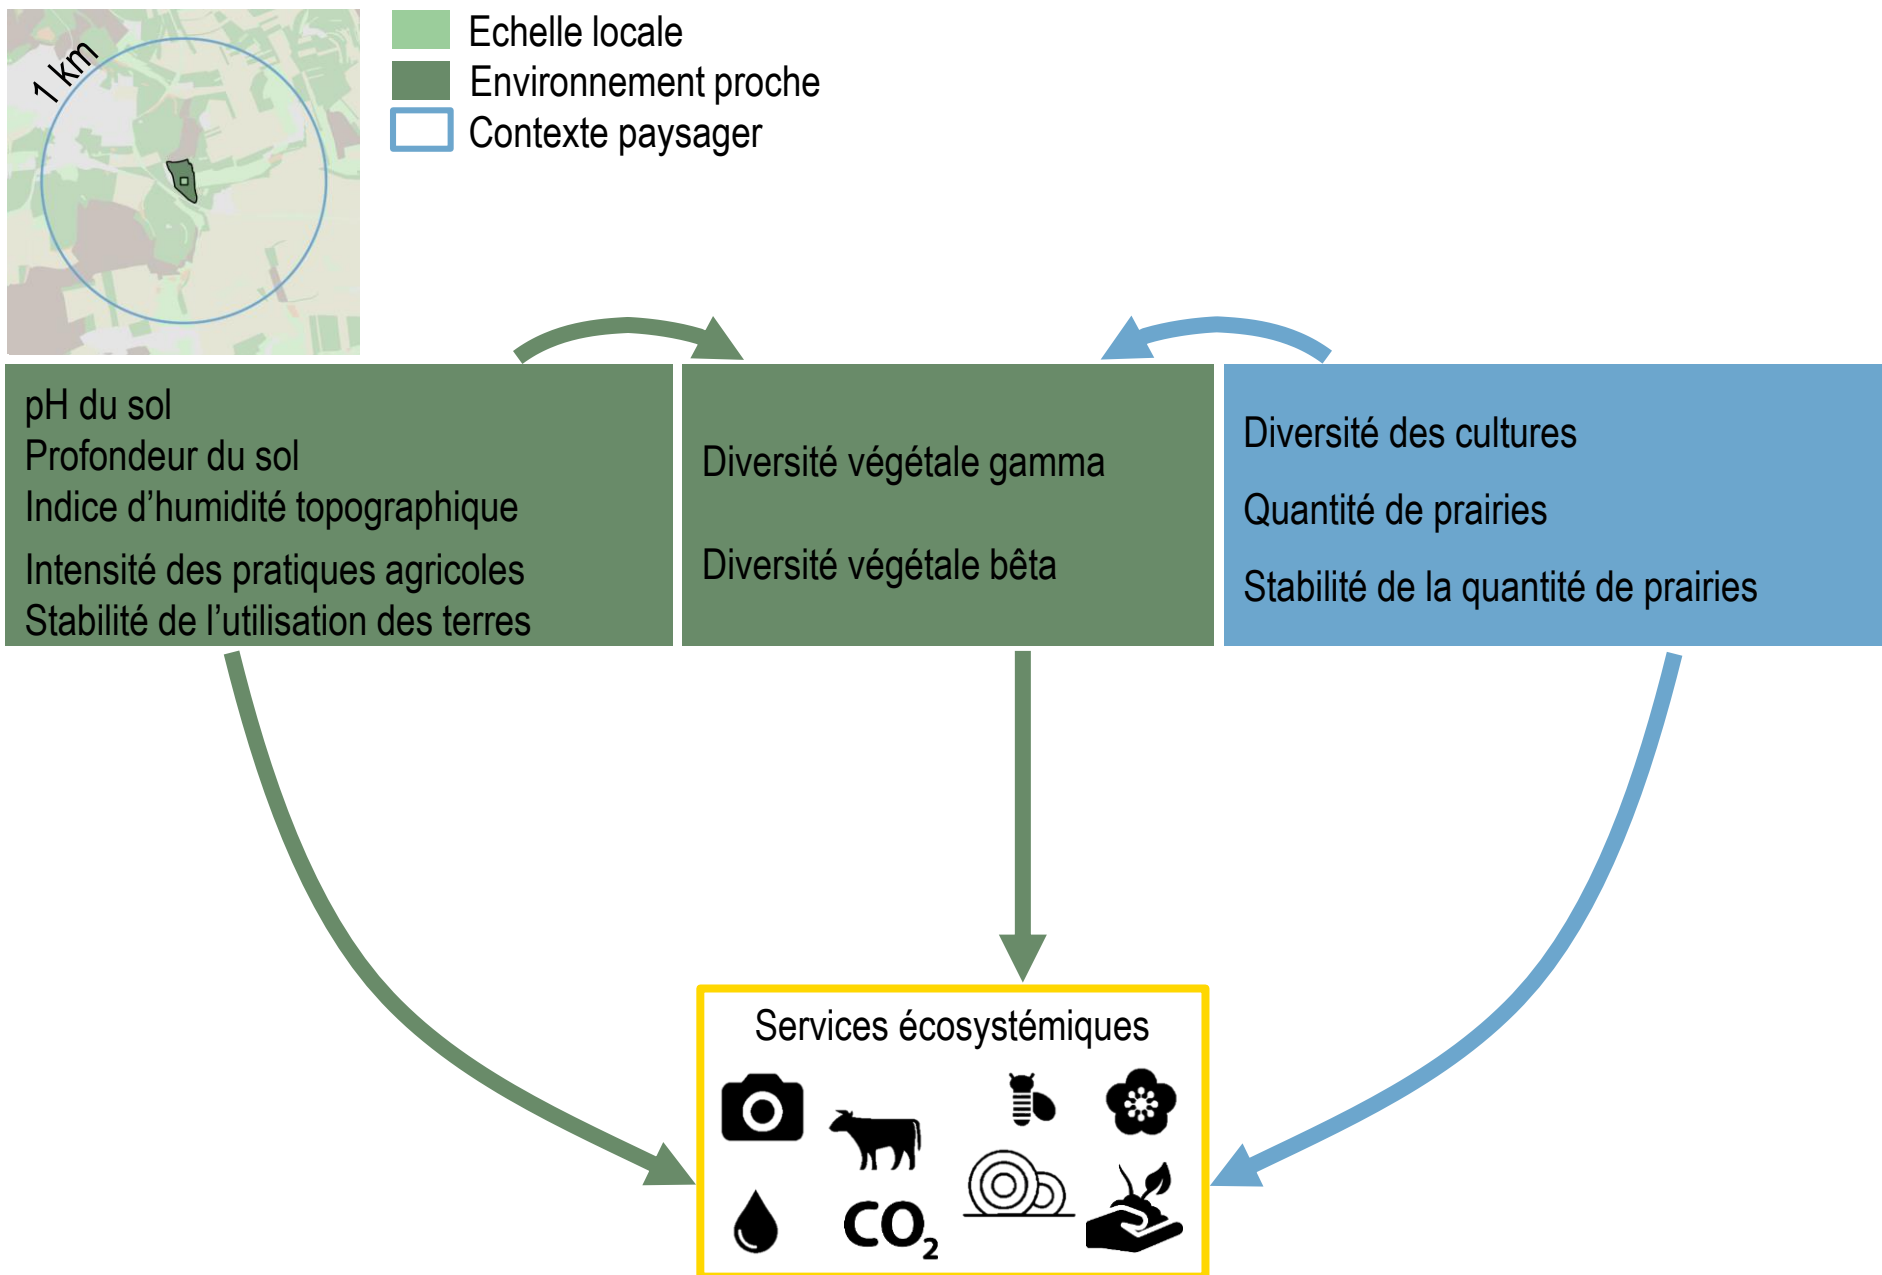 1 km
Echelle locale
Environnement proche
Contexte paysager
pH du sol
Profondeur du sol
Indice d’humidité topographique
Intensité des pratiques agricoles
Stabilité de l’utilisation des terres
Diversité végétale gamma
Diversité végétale bêta
Diversité des cultures
Quantité de prairies
Stabilité de la quantité de prairies
Services écosystémiques
CO₂